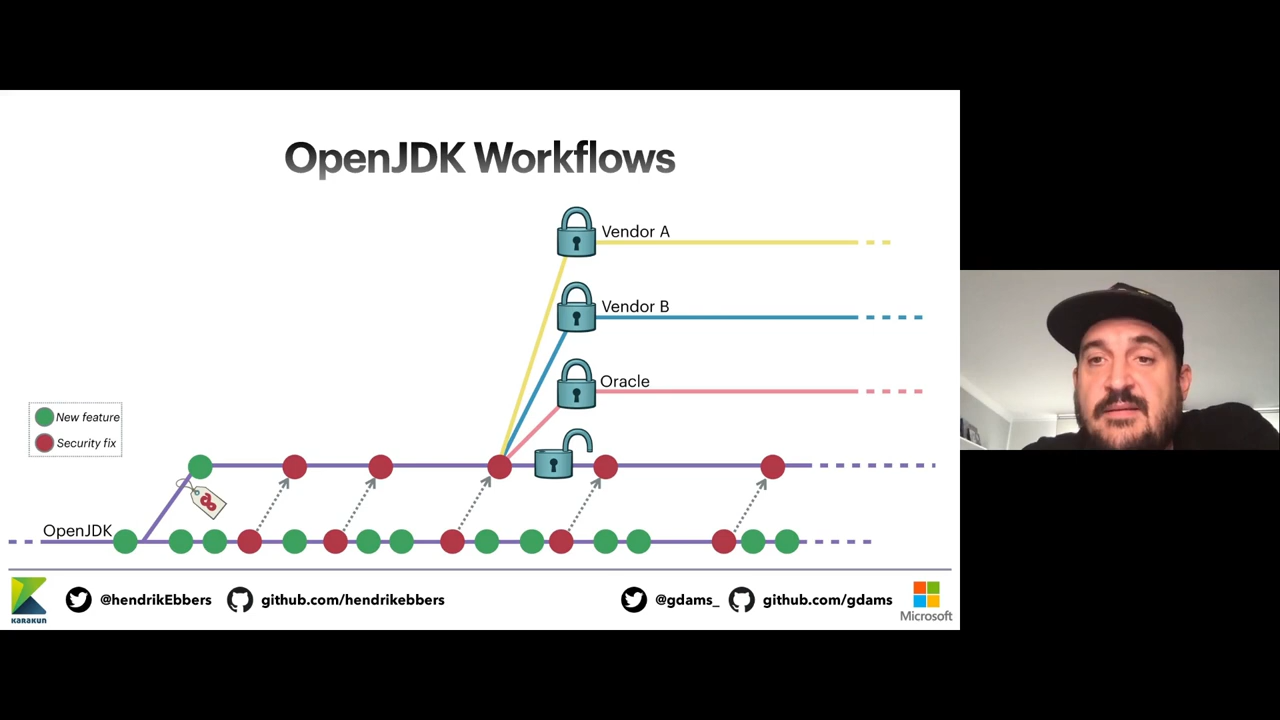 OpenJDK Workflows
Vendor A
Vendor B
Oracle
New feature
Security fix
OpenJDK
8
KARAKUN
@hendrikEbbers
github.com/hendrikebbers
@gdams_
github.com/gdams
Microsoft